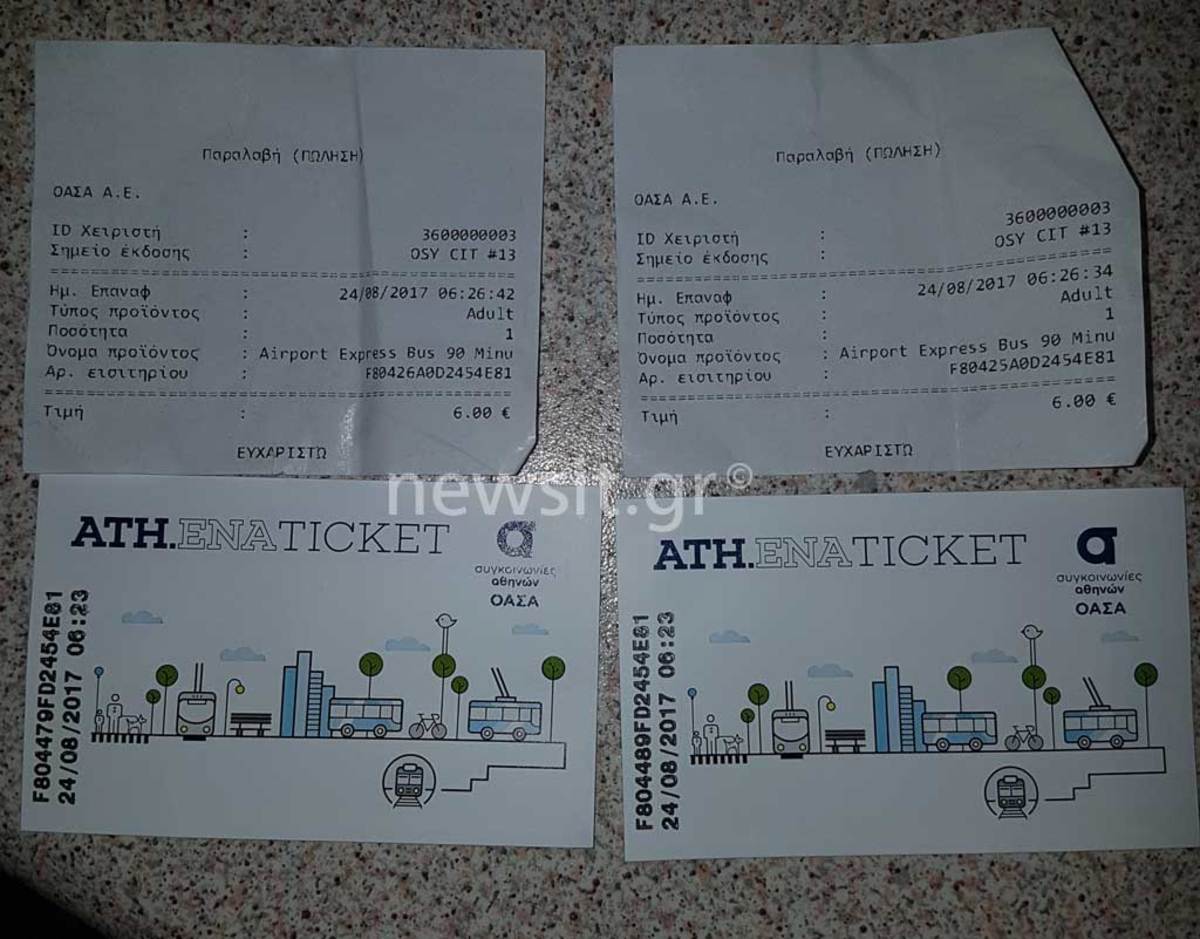 Παραλαβή (ΠΩΛΗΣΗ)
ΟΑΣΑ Α.Ε.
ID Χειριστή : 3600000003
Σημείο έκδοσης : OSY CIT #13
Ημ. Επαναφ : 24/08/2017 06:26:42
Τύπος προϊόντος : Adult
Ποσότητα : 1
Όνομα προϊόντος : Airport Express Bus 90 Minu
Αρ. εισιτηρίου : F80426A0D2454E81
Τιμή : 6.00 €
ΕΥΧΑΡΙΣΤΩ
Παραλαβή (ΠΩΛΗΣΗ)
ΟΑΣΑ Α.Ε.
ID Χειριστή : 3600000003
Σημείο έκδοσης : OSY CIT #13
Ημ. Επαναφ : 24/08/2017 06:26:34
Τύπος προϊόντος : Adult
Ποσότητα : 1
Όνομα προϊόντος : Airport Express Bus 90 Minu
Αρ. εισιτηρίου : F80425A0D2454E81
Τιμή : 6.00 €
ΕΥΧΑΡΙΣΤΩ
newsit.gr©
ATH.ENATICKET
συγκοινωνίες
αθηνών
ΟΑΣΑ
F804479FD2454E81
24/08/2017 06:23
ATH.ENATICKET
συγκοινωνίες
αθηνών
ΟΑΣΑ
F804489FD2454E81
24/08/2017 06:23